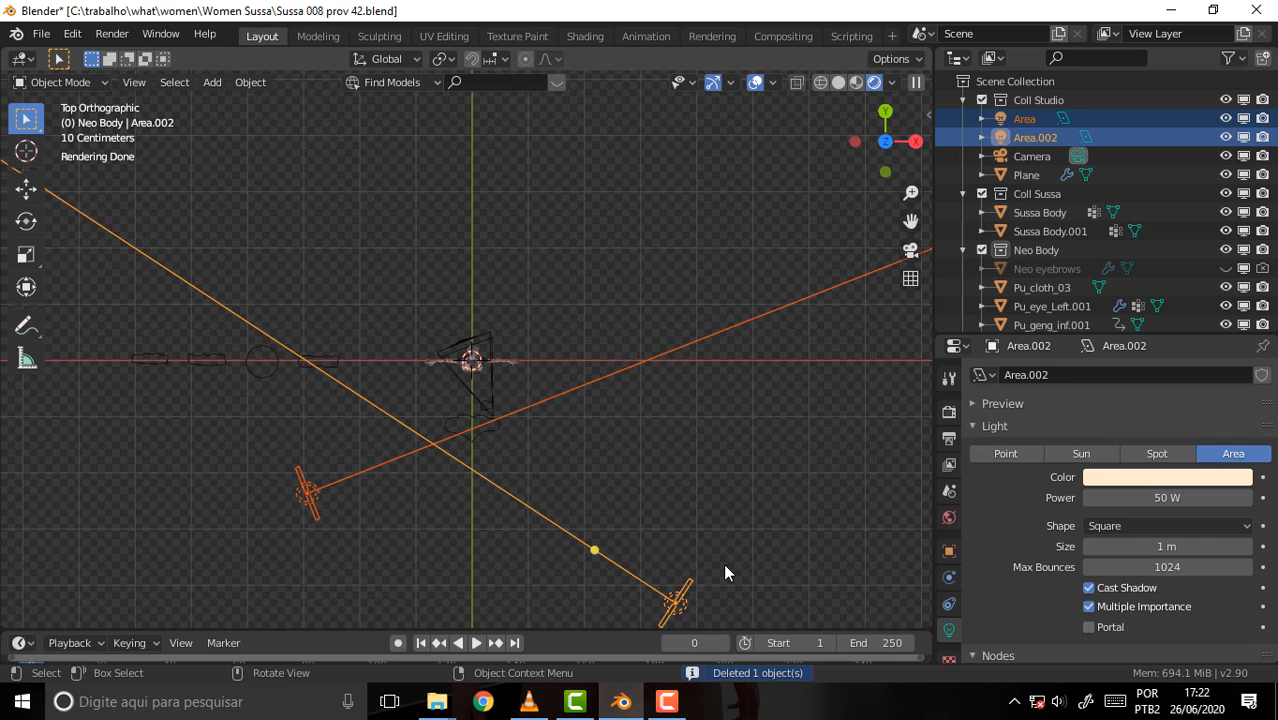 Blender* [C:\trabalho\what\women\Women Sussa\Sussa 008 prov 42.blend]
File Edit Render Window Help Layout Modeling Sculpting UV Editing Texture Paint Shading Animation Rendering Compositing Scripting + Scene View Layer
Global Options
Object Mode View Select Add Object Find Models
Top Orthographic
(0) Neo Body | Area.002
10 Centimeters
Rendering Done
Y
X
Z
Scene Collection
Coll Studio
Area
Area.002
Camera
Plane
Coll Sussa
Sussa Body
Sussa Body.001
Neo Body
Neo eyebrows
Pu_cloth_03
Pu_eye_Left.001
Pu_geng_inf.001
Area.002 Area.002
Area.002
Preview
Light
Point Sun Spot Area
Color
Power 50 W
Shape Square
Size 1 m
Max Bounces 1024
Cast Shadow
Multiple Importance
Portal
Nodes
Playback Keying View Marker 0 Start 1 End 250
Select Box Select Rotate View Object Context Menu Deleted 1 object(s) Mem: 694.1 MiB | v2.90
Digite aqui para pesquisar
POR
PTB2
17:22
26/06/2020